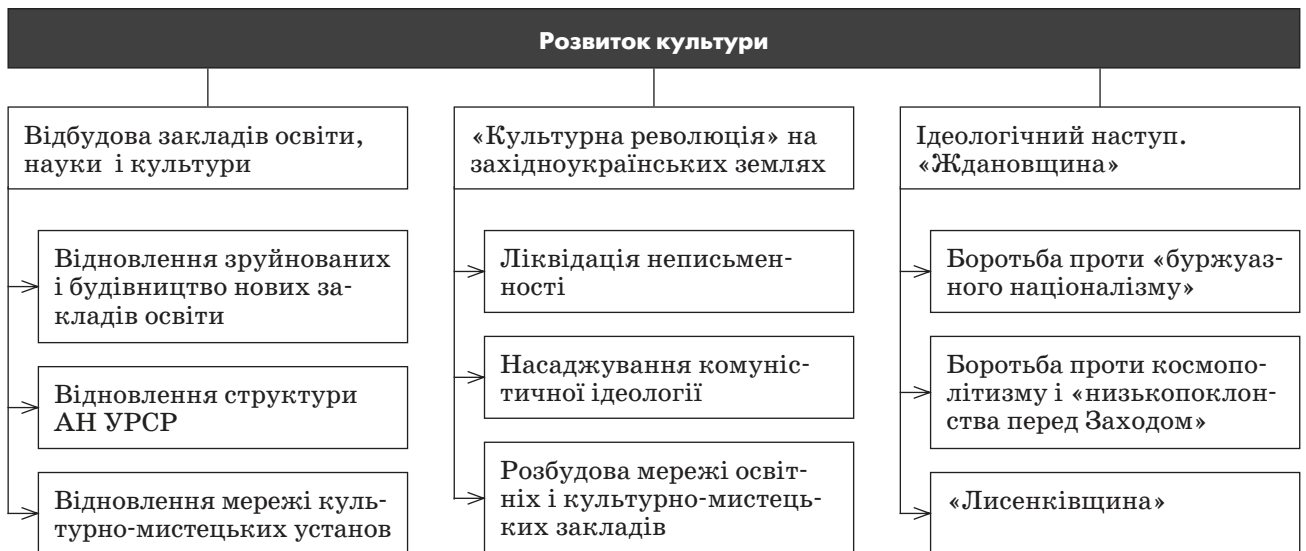 Розвиток культури
Відбудова закладів освіти,
науки і культури
Відновлення зруйнованих
і будівництво нових за-
кладів освіти
Відновлення структури
АН УРСР
Відновлення мережі куль-
турно-мистецьких установ
«Культурна революція» на
західноукраїнських землях
Ліквідація неписьмен-
ності
Насаджування комуніс-
тичної ідеології
Розбудова мережі освіт-
ніх і культурно-мистець-
ких закладів
Ідеологічний наступ.
«Ждановщина»
Боротьба проти «буржуаз-
ного націоналізму»
Боротьба проти космопо-
літизму і «низькопоклон-
ства перед Заходом»
«Лисенківщина»